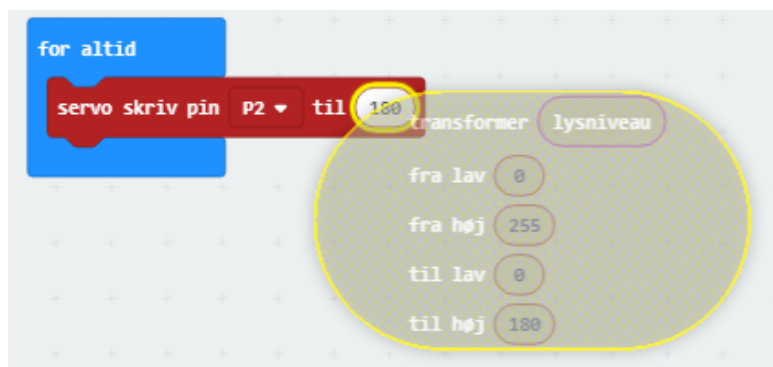 for altid
servo skriv pin P2 til 180
transformer lysniveau
fra lav 0
fra høj 255
til lav 0
til høj 180